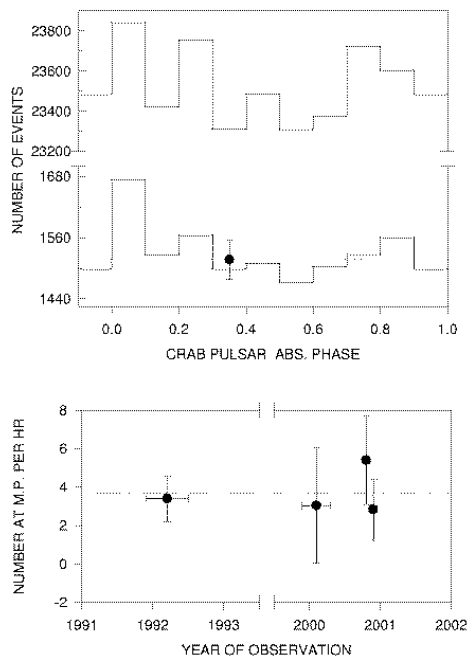 23800
23600
23400
23200
1680
1560
1440
NUMBER OF EVENTS
0.0 0.2 0.4 0.6 0.8 1.0
CRAB PULSAR ABS. PHASE
8
6
4
2
0
-2
NUMBER AT M.P. PER HR
1991 1992 1993 2000 2001 2002
YEAR OF OBSERVATION